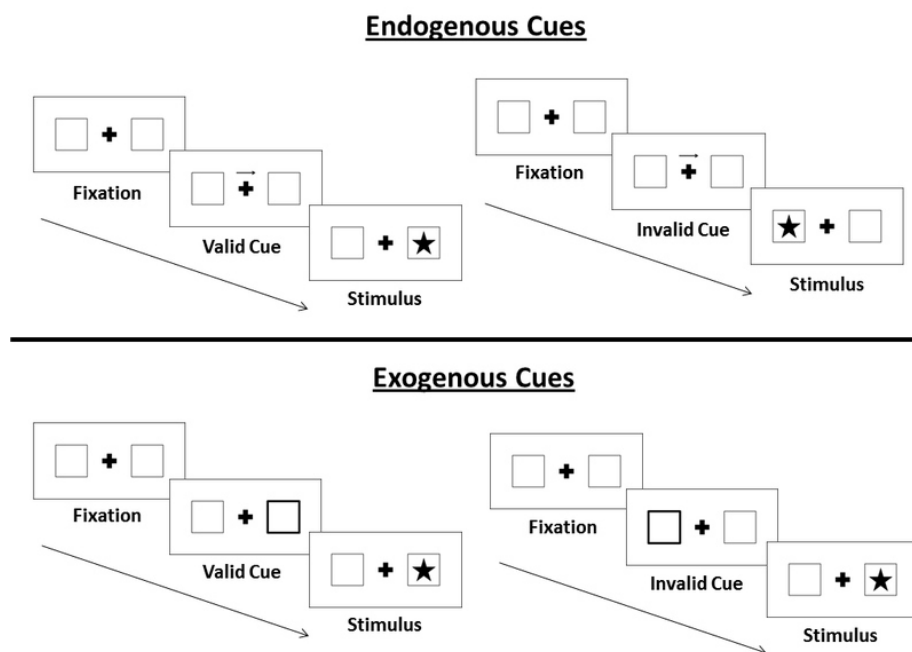 Endogenous Cues
Fixation
Valid Cue
Stimulus
Fixation
Invalid Cue
Stimulus
Exogenous Cues
Fixation
Valid Cue
Stimulus
Fixation
Invalid Cue
Stimulus